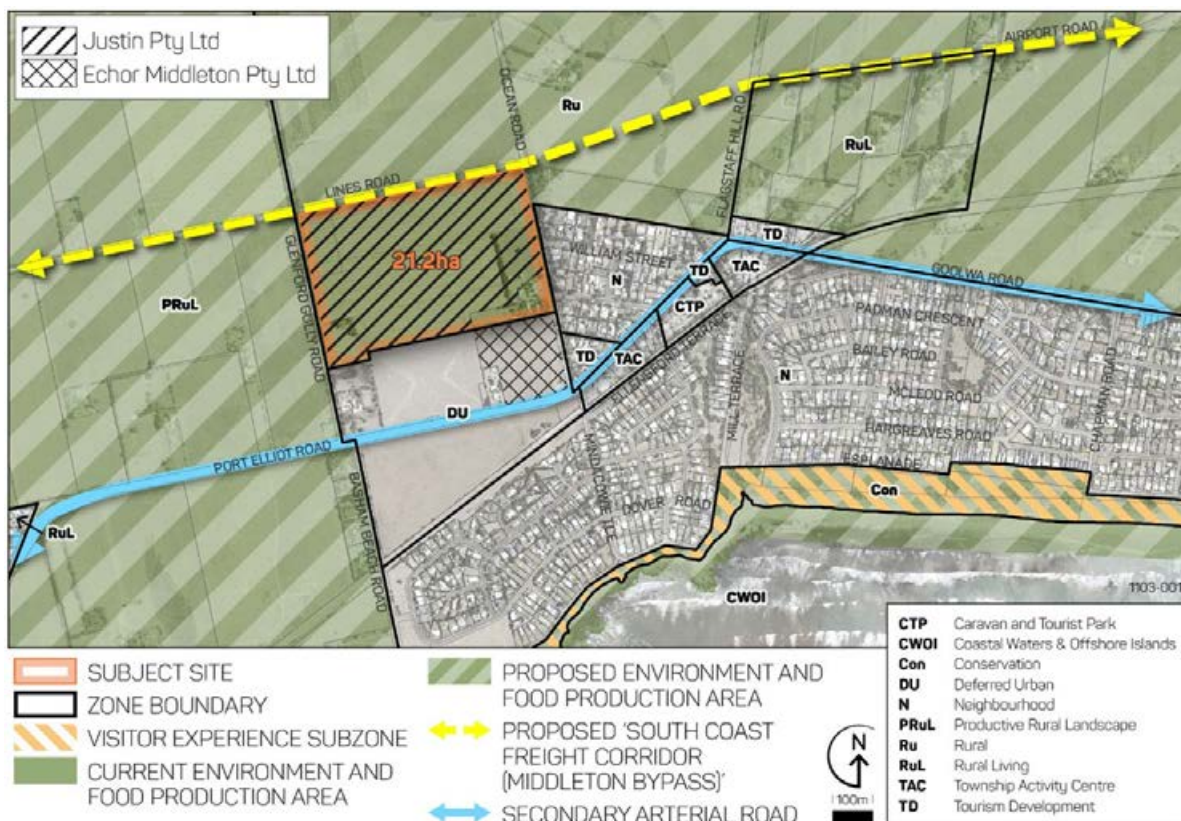 Justin Pty Ltd
Echor Middleton Pty Ltd
AIRPORT ROAD
OCEAN ROAD
Ru
FLAGSTAFF HILL RD
RuL
LINES ROAD
TD
WILLIAM STREET
21.2ha
GLENFORD GOLLY ROAD
TD
TAC
GOOLWA ROAD
N
PRuL
CTP
PADMAN CRESCENT
TD
TAC
BAILEY ROAD
N
MCLEOD ROAD
DU
MILL TERRACE
CHAPMAN ROAD
HARGREAVES ROAD
PORT ELLIOT ROAD
ESPLANADE
MAIDACOMBE TCE
BASHAM BEACH ROAD
DOVER ROAD
Con
RuL
CWOI
1103-001
SUBJECT SITE
ZONE BOUNDARY
VISITOR EXPERIENCE SUBZONE
CURRENT ENVIRONMENT AND
FOOD PRODUCTION AREA
PROPOSED ENVIRONMENT AND
FOOD PRODUCTION AREA
PROPOSED 'SOUTH COAST
FREIGHT CORRIDOR
(MIDDLETON BYPASS)'
SECONDARY ARTERIAL ROAD
N
100m
CTP Caravan and Tourist Park
CWOI Coastal Waters & Offshore Islands
Con Conservation
DU Deferred Urban
N Neighbourhood
PRuL Productive Rural Landscape
Ru Rural
RuL Rural Living
TAC Township Activity Centre
TD Tourism Development